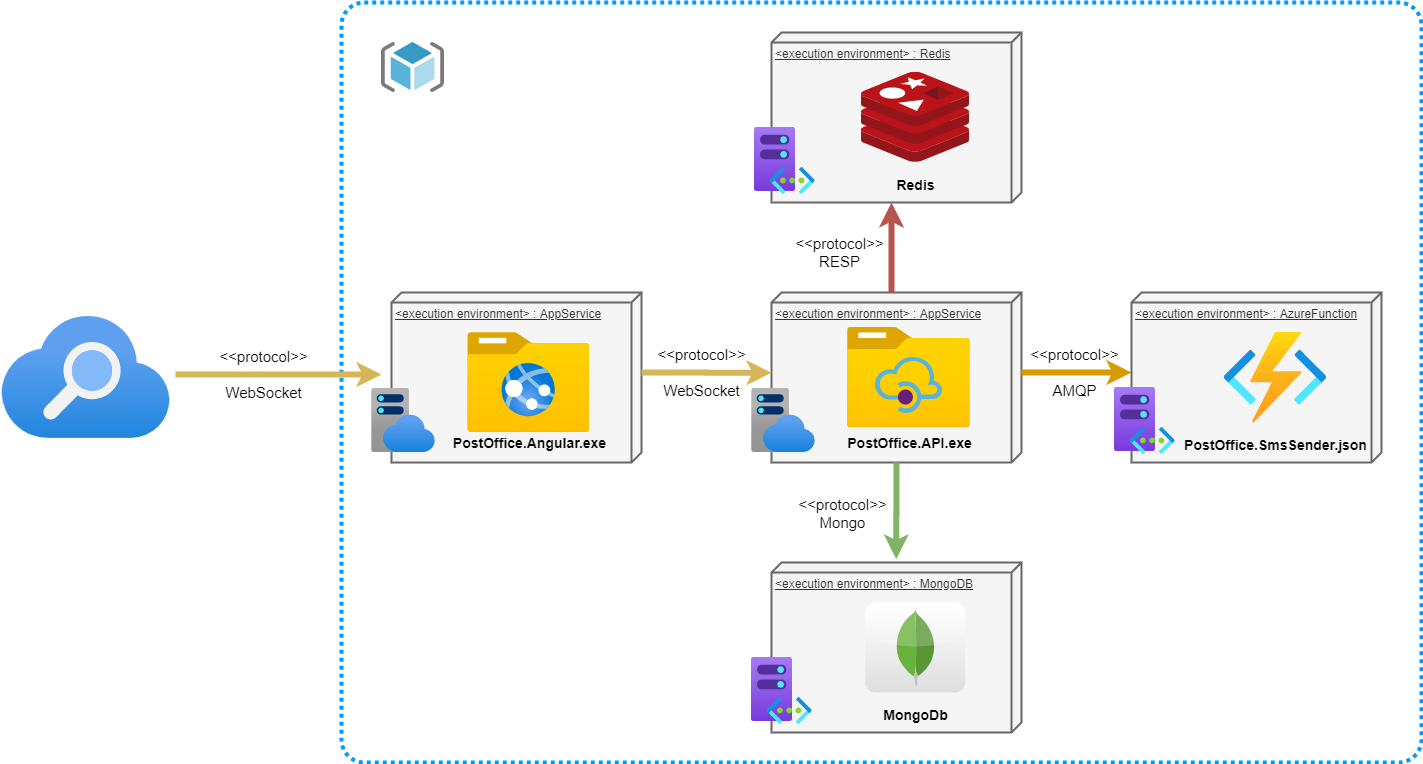 <execution environment> : Redis
Redis
<<protocol>>
RESP
<<protocol>>
WebSocket
<execution environment> : AppService
PostOffice.Angular.exe
<<protocol>>
WebSocket
<execution environment> : AppService
PostOffice.API.exe
<<protocol>>
AMQP
<execution environment> : AzureFunction
PostOffice.SmsSender.json
<<protocol>>
Mongo
<execution environment> : MongoDB
MongoDb